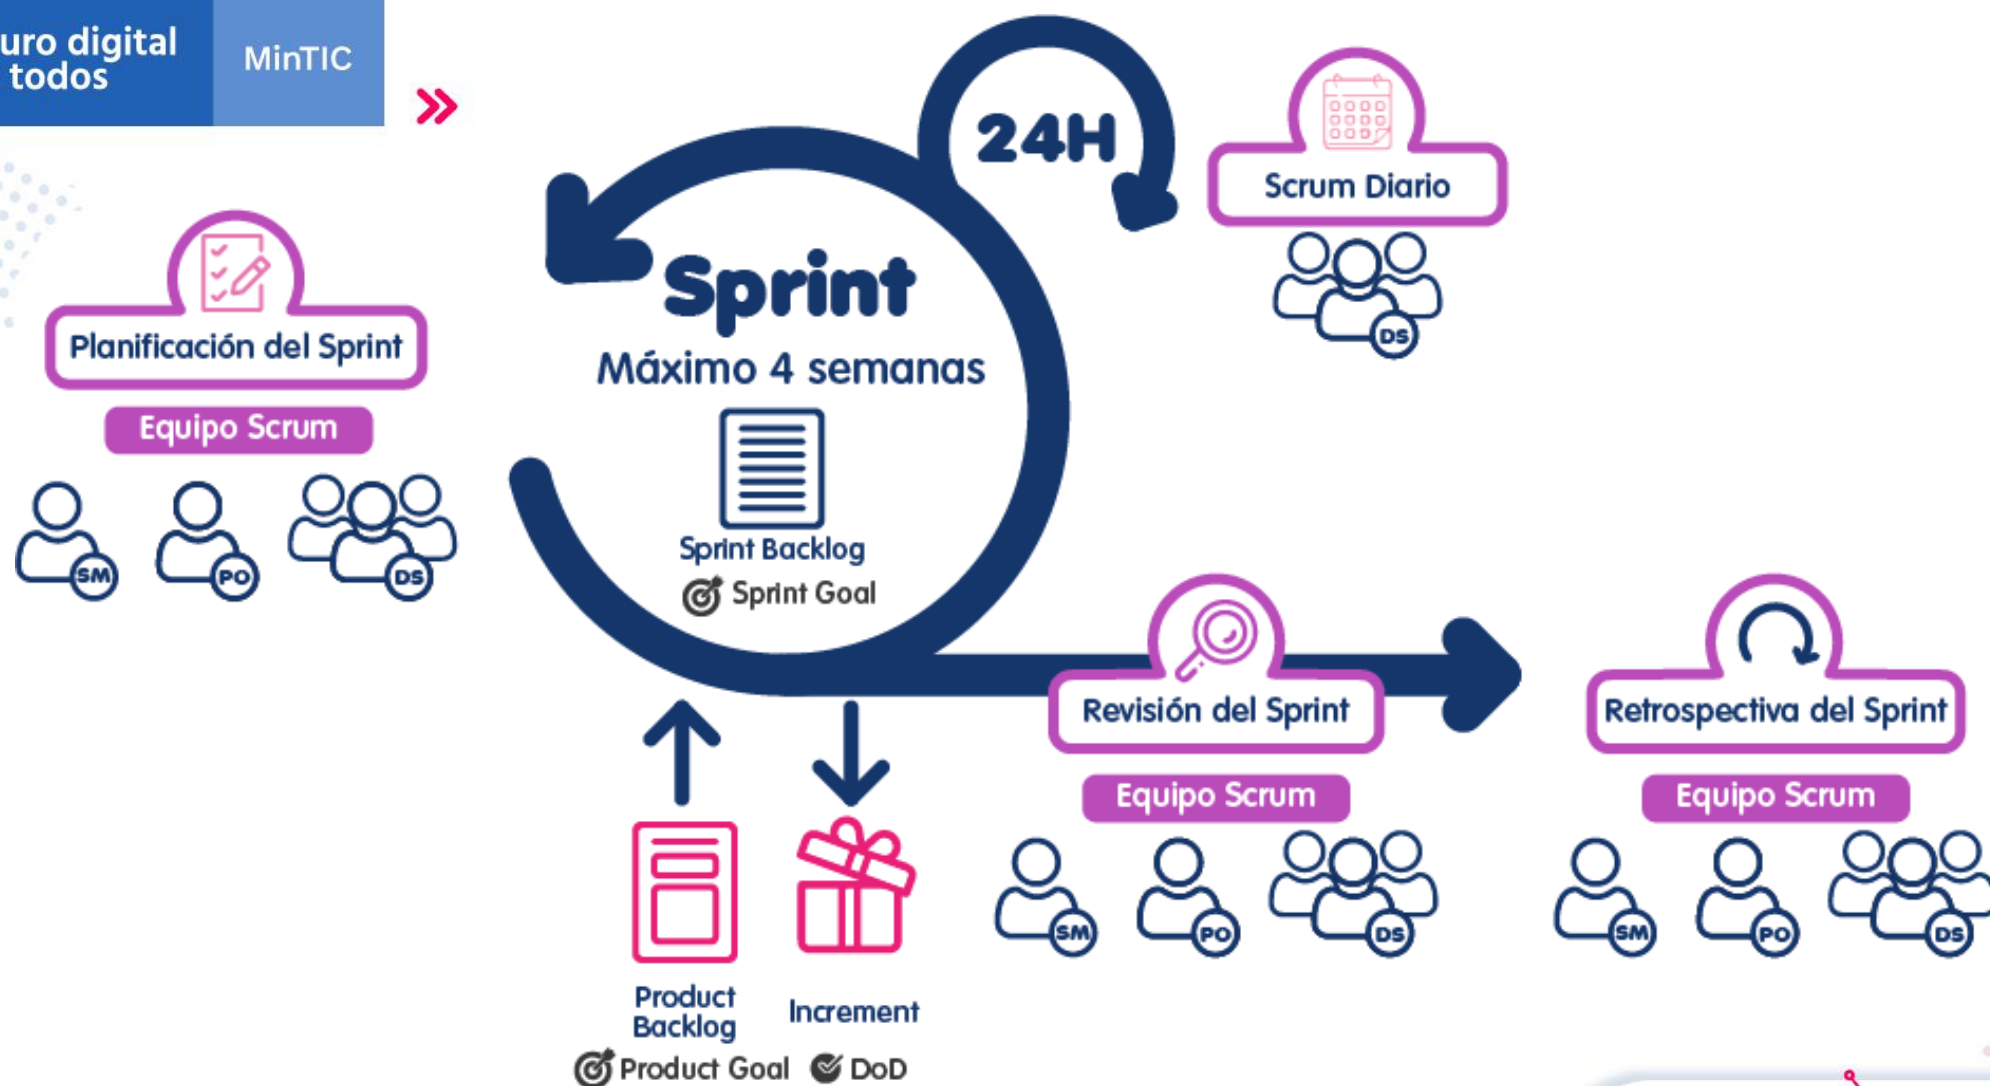 uro digital
todos
MinTIC
24H
Scrum Diario
DS
Sprint
Máximo 4 semanas
Sprint Backlog
Sprint Goal
Planificación del Sprint
Equipo Scrum
SM
PO
DS
Revisión del Sprint
Equipo Scrum
SM
PO
DS
Retrospectiva del Sprint
Equipo Scrum
SM
PO
DS
Product
Backlog
Product Goal
Increment
DoD